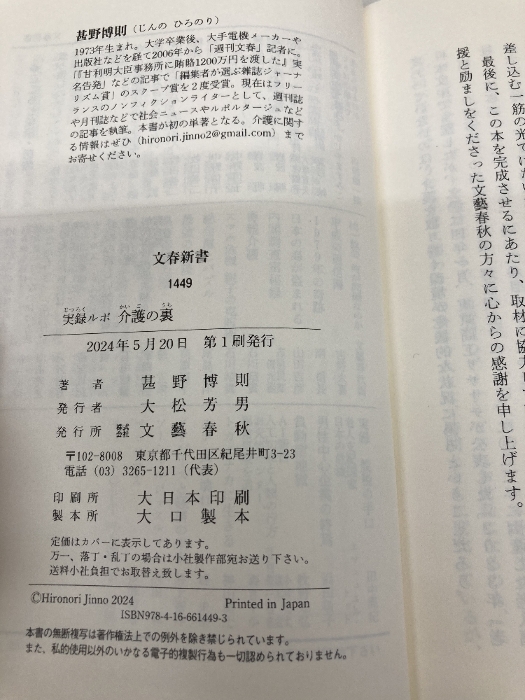 甚野博則（じんの ひろのり）
1973年生まれ。大学卒業後、大手電機メーカーや
出版社などを経て2006年から「週刊文春」記者に。
『「甘利明大臣事務所に賄賂1200万円を渡した」実
名告発』などの記事で「編集者が選ぶ雑誌ジャーナ
リズム賞」のスクープ賞を2度受賞。現在はフリー
ランスのノンフィクションライターとして、週刊誌
や月刊誌などで社会ニュースやルポルタージュなど
の記事を執筆。本書が初の単著となる。介護に関す
る情報はぜひ（hironori.jinno2@gmail.com）まで
お寄せください。
文春新書
1449
じつろく かいご うら
実録ルポ 介護の裏
2024年5月20日 第1刷発行
著者 甚野博則
発行者 大松芳男
発行所 株式会社 文藝春秋
〒102-8008 東京都千代田区紀尾井町3-23
電話（03）3265-1211（代表）
印刷所 大日本印刷
製本所 大口製本
定価はカバーに表示してあります。
万一、落丁・乱丁の場合は小社製作部宛お送り下さい。
送料小社負担でお取替え致します。
©Hironori Jinno 2024 Printed in Japan
ISBN978-4-16-661449-3
本書の無断複写は著作権法上での例外を除き禁じられています。
また、私的使用以外のいかなる電子的複製行為も一切認められておりません。
差し込む一筋の光ではない
最後に、この本を完成させるにあたり、取材に協力し
援と励ましをくださった文藝春秋の方々に心からの感謝を申し上げます。